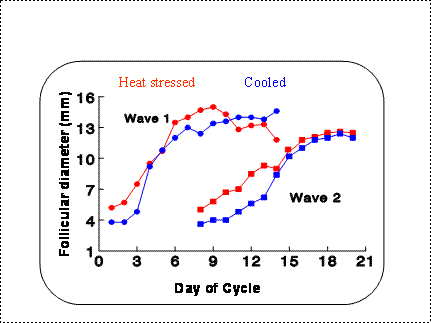 Heat stressed Cooled
Follicular diameter (mm)
16
13
10
7
4
1
Wave 1
Wave 2
0 3 6 9 12 15 18 21
Day of Cycle